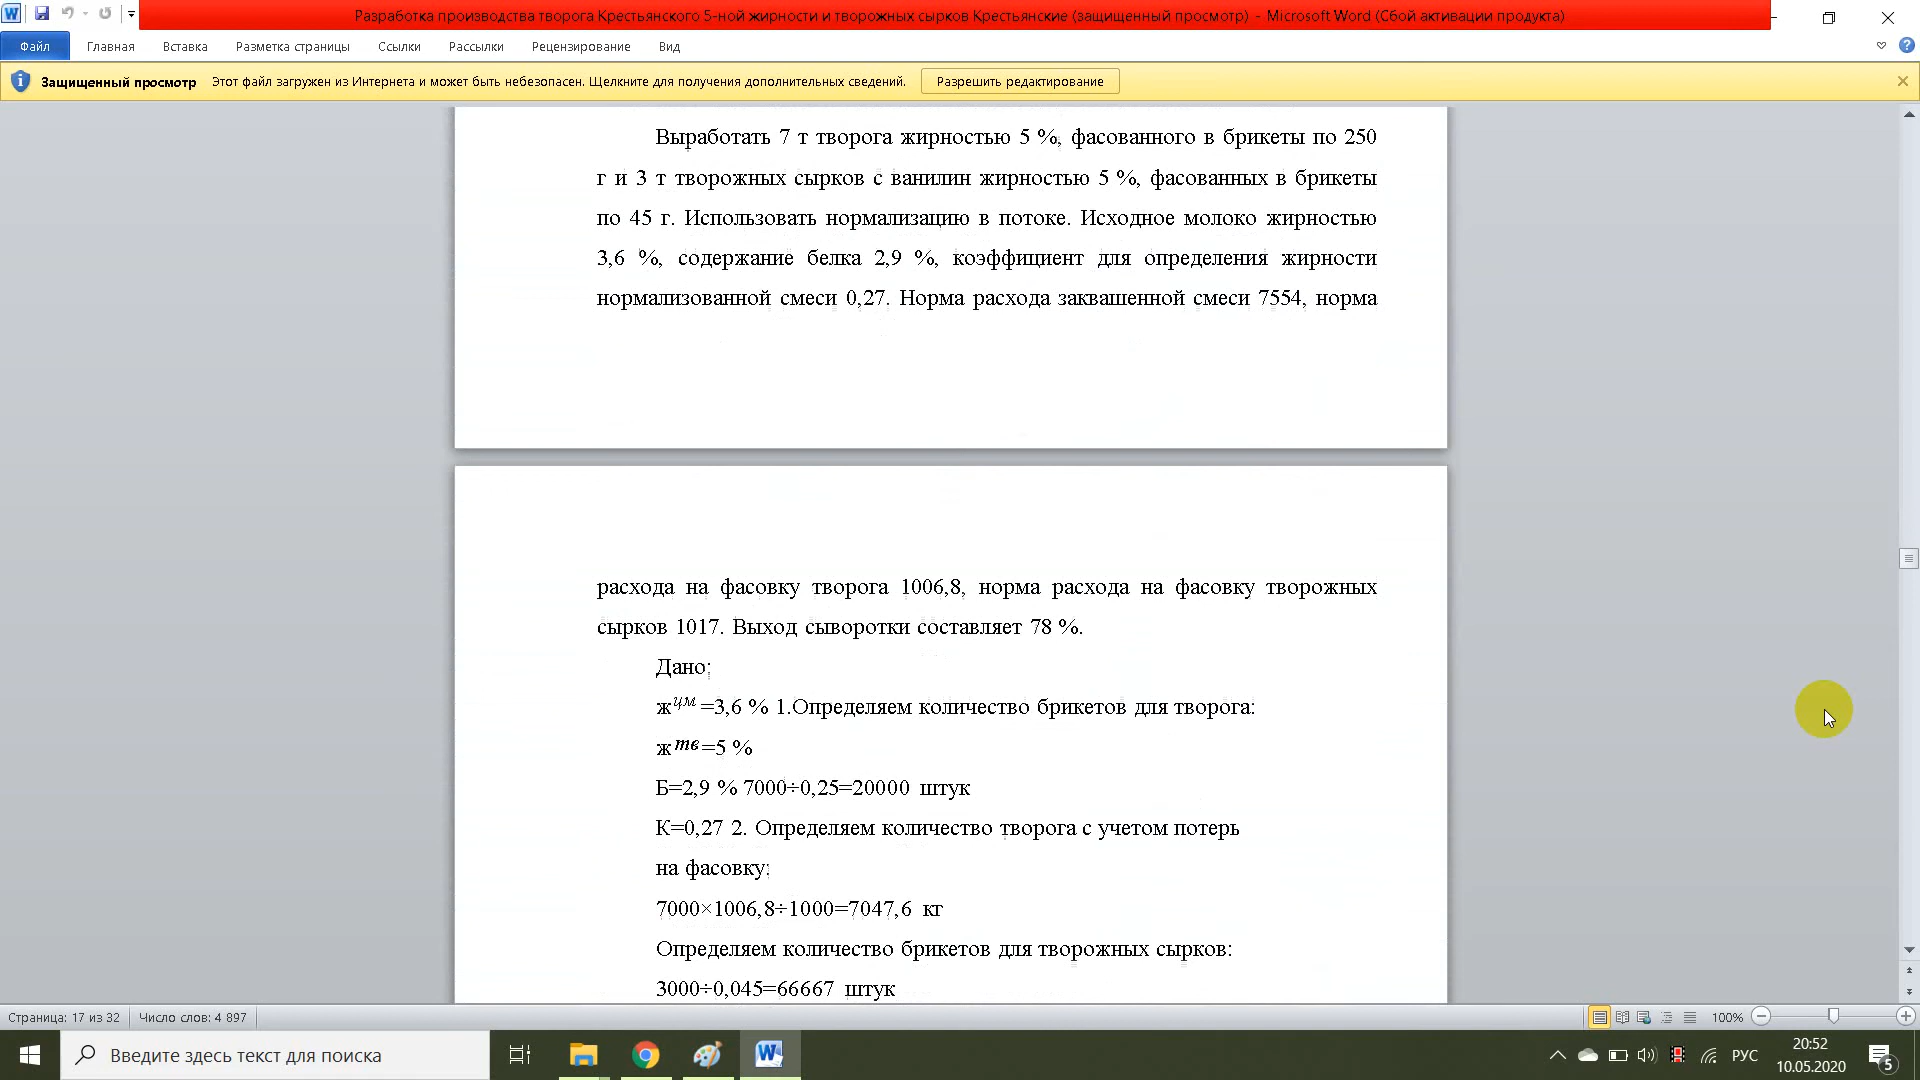 Разработка производства творога Крестьянского 5-ной жирности и творожных сырков Крестьянские (защищенный просмотр) - Microsoft Word (Сбой активации продукта)
Файл Главная Вставка Разметка страницы Ссылки Рассылки Рецензирование Вид
Защищенный просмотр Этот файл загружен из Интернета и может быть небезопасен. Щелкните для получения дополнительных сведений. Разрешить редактирование
Выработать 7 т творога жирностью 5 %, фасованного в брикеты по 250
г и 3 т творожных сырков с ванилин жирностью 5 %, фасованных в брикеты
по 45 г. Использовать нормализацию в потоке. Исходное молоко жирностью
3,6 %, содержание белка 2,9 %, коэффициент для определения жирности
нормализованной смеси 0,27. Норма расхода заквашенной смеси 7554, норма
расхода на фасовку творога 1006,8, норма расхода на фасовку творожных
сырков 1017. Выход сыворотки составляет 78 %.
Дано;
жцм=3,6 % 1.Определяем количество брикетов для творога:
жтв=5 %
Б=2,9 % 7000÷0,25=20000 штук
К=0,27 2. Определяем количество творога с учетом потерь
на фасовку;
7000×1006,8÷1000=7047,6 кг
Определяем количество брикетов для творожных сырков:
3000÷0,045=66667 штук
Страница: 17 из 32 Число слов: 4 897 100%
Введите здесь текст для поиска РУС 20:52
10.05.2020 5